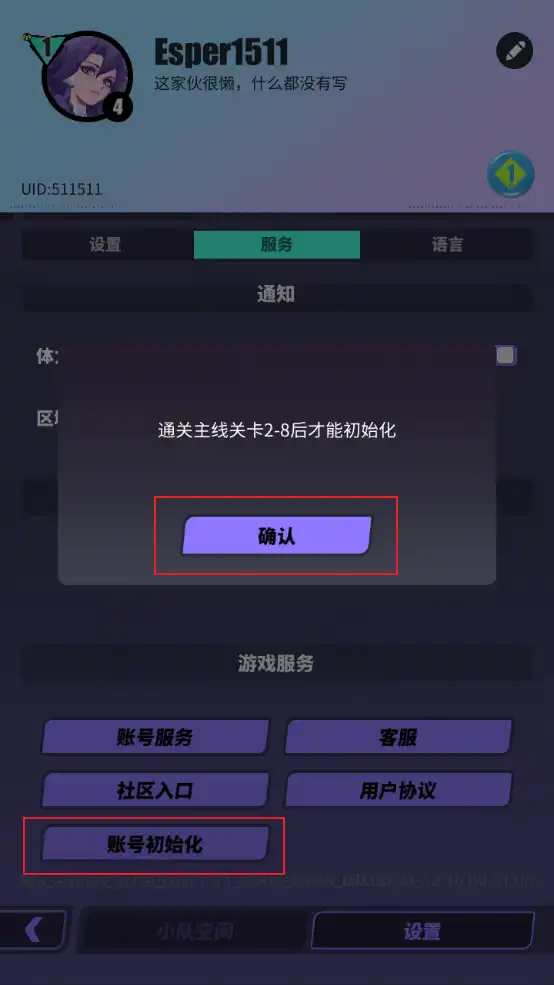 1
Esper1511
这家伙很懒，什么都没有写
4
UID:511511
1
设置
服务
语言
通知
体
区
通关主线关卡2-8后才能初始化
确认
游戏服务
账号服务
客服
社区入口
用户协议
账号初始化
小队空间
设置